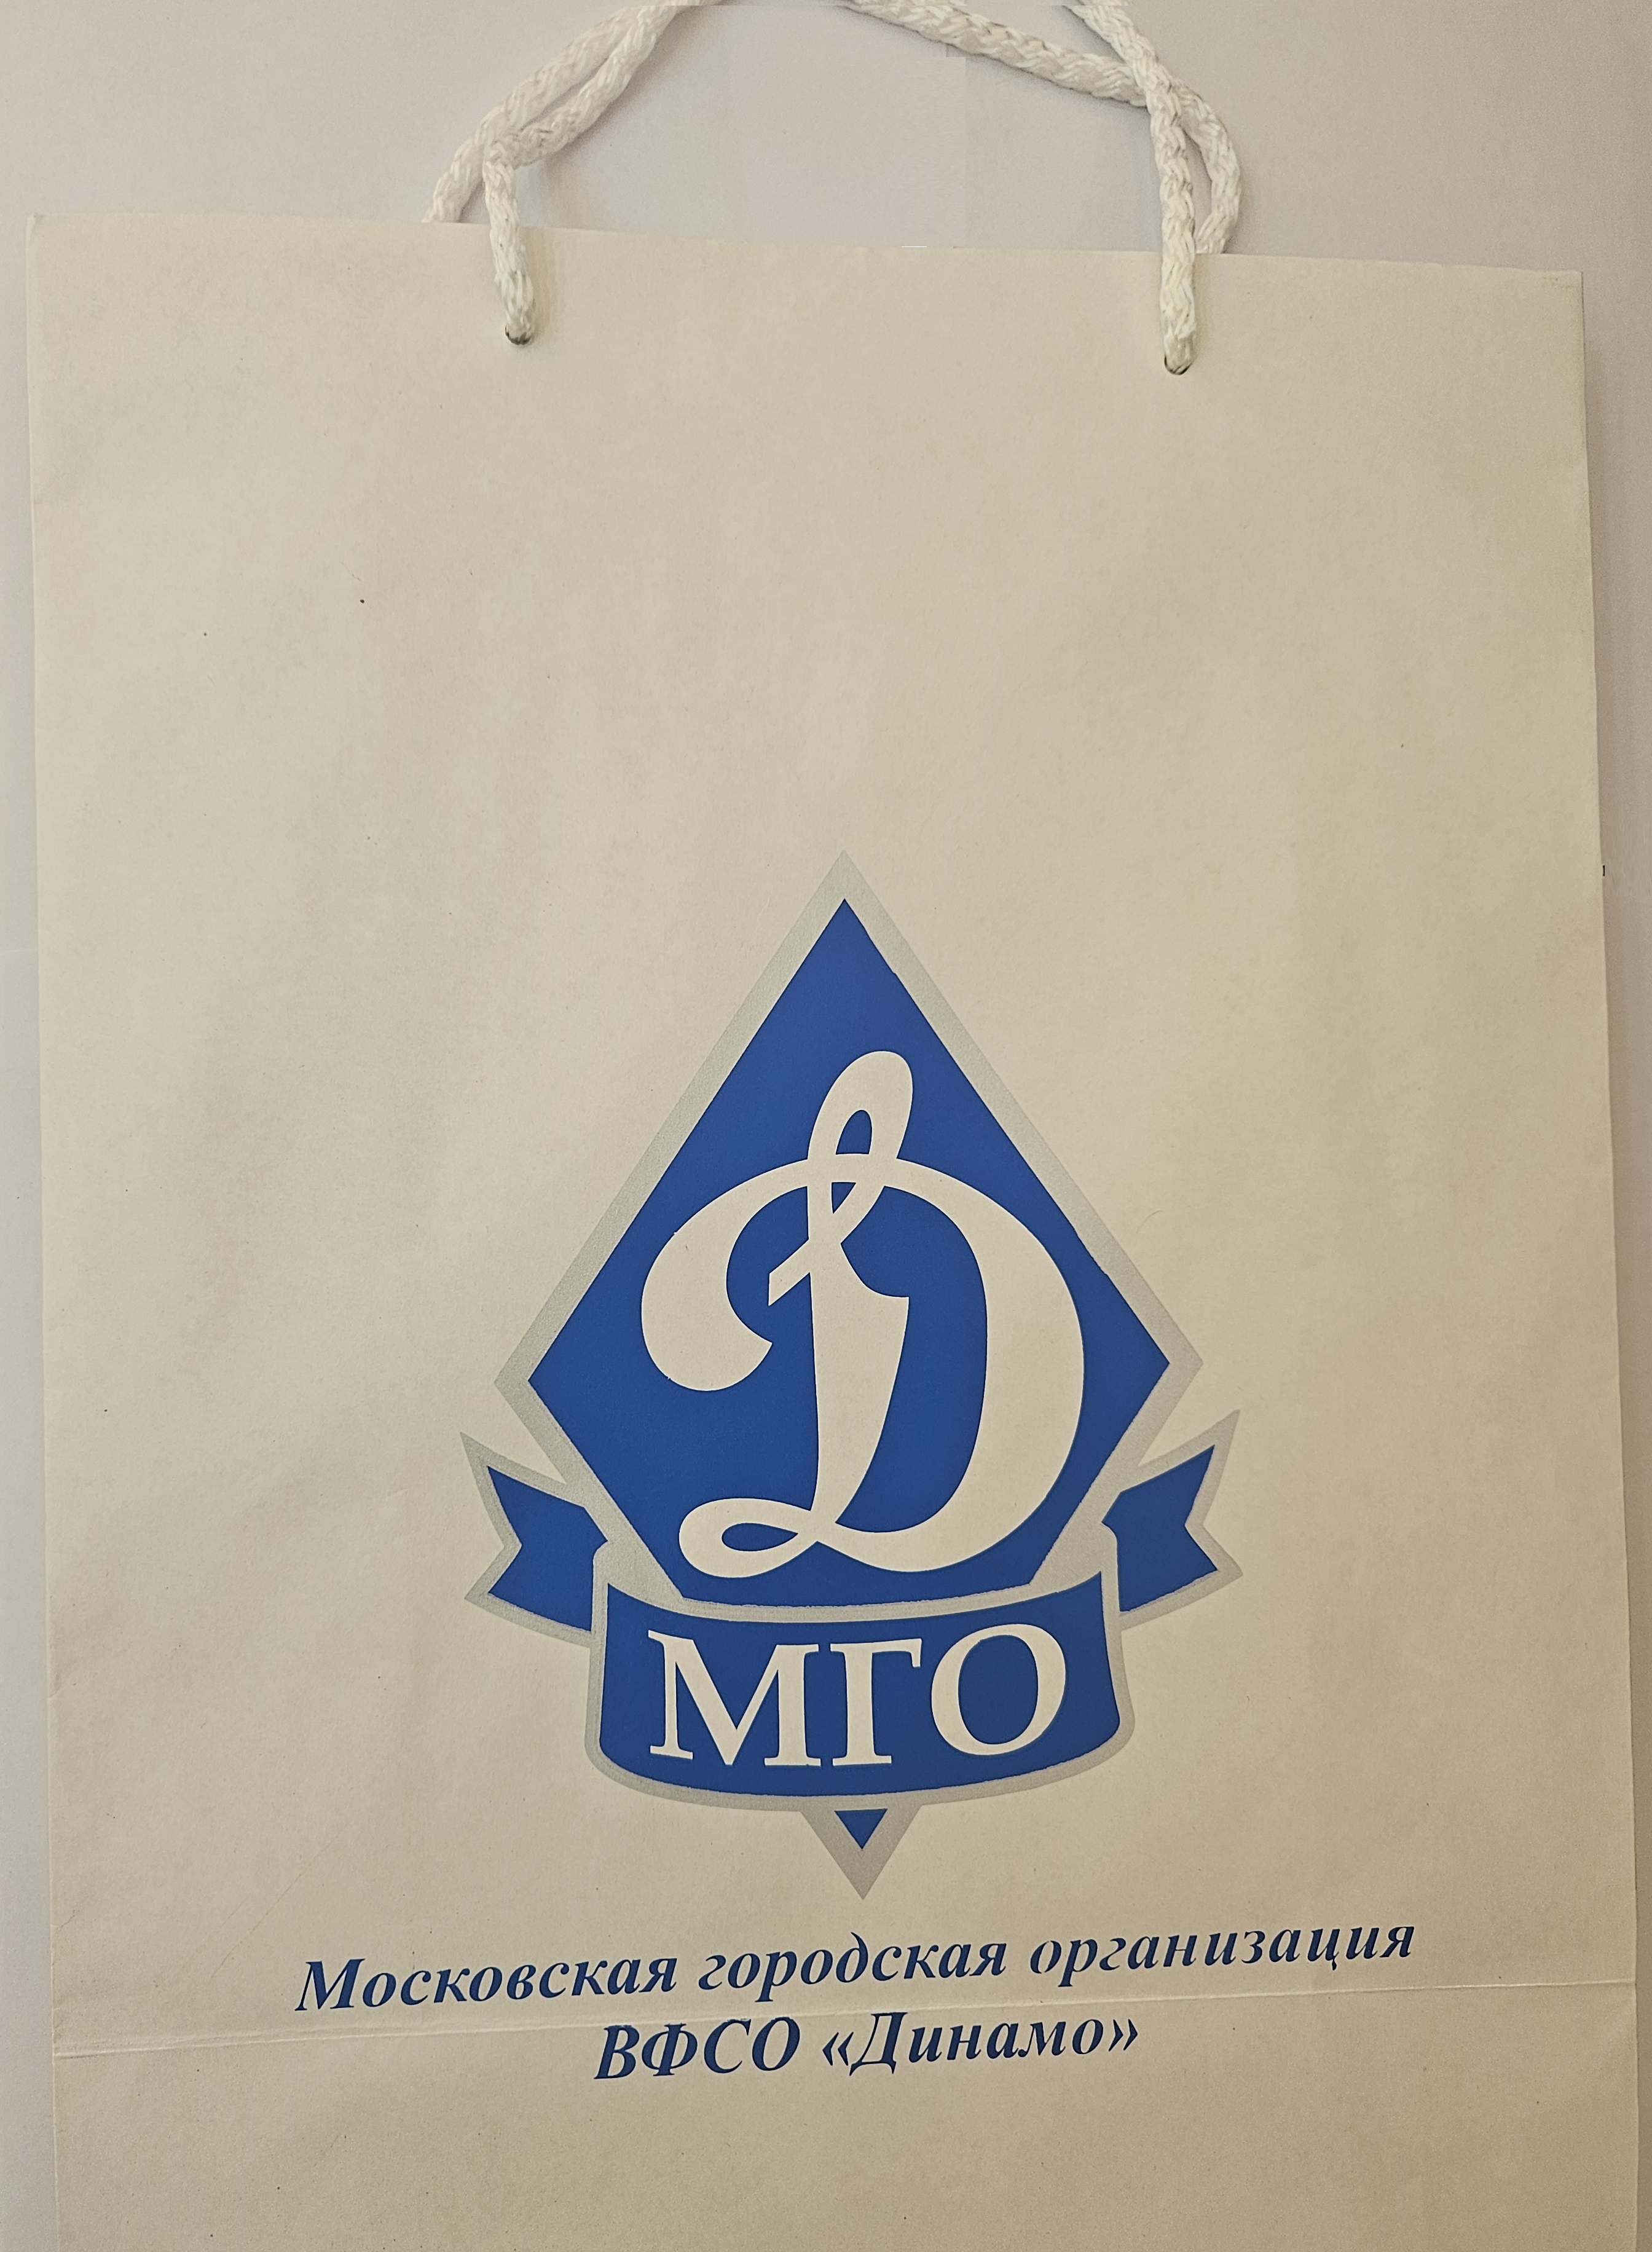 Д
МГО
Московская городская организация
ВФСО «Динамо»